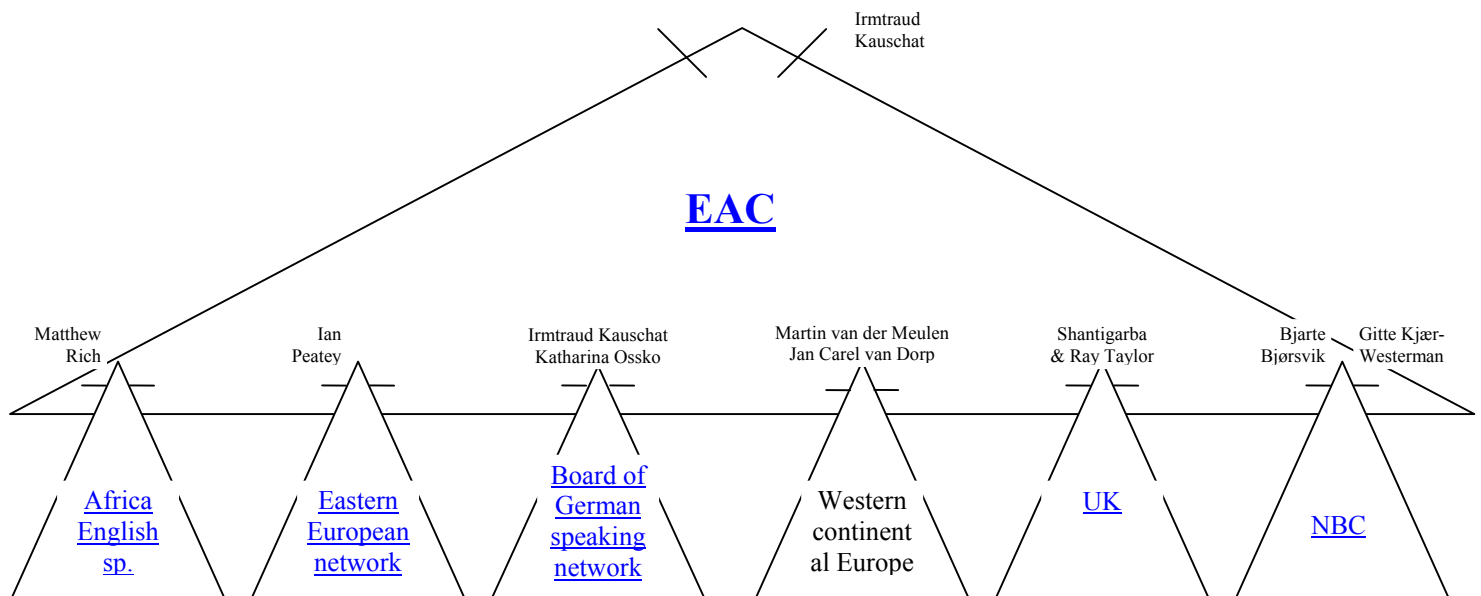 Irmtraud
Kauschat
EAC
Matthew
Rich
Ian
Peatey
Irmtraud Kauschat
Katharina Ossko
Martin van der Meulen
Jan Carel van Dorp
Shantigarba
& Ray Taylor
Bjarte
Bjørsvik
Gitte Kjær-
Westerman
Africa
English
sp.
Eastern
European
network
Board of
German
speaking
network
Western
continent
al Europe
UK
NBC